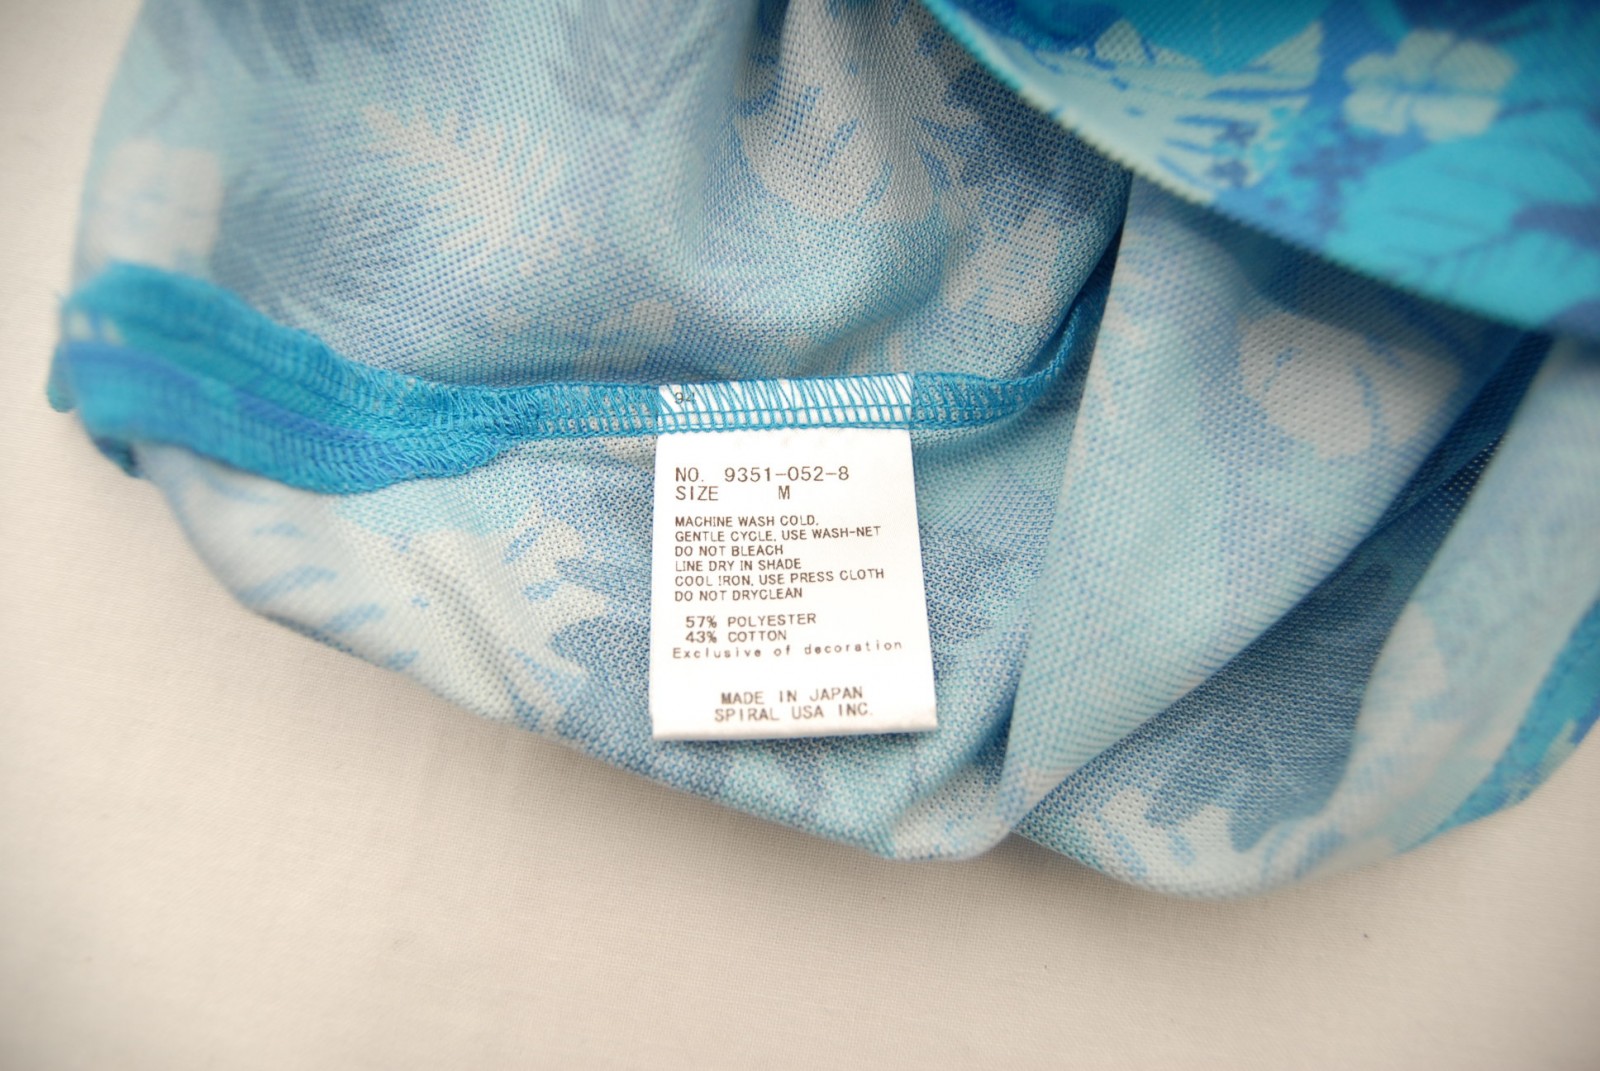 92
NO. 9351-052-8
SIZE M
MACHINE WASH COLD.
GENTLE CYCLE, USE WASH-NET
DO NOT BLEACH
LINE DRY IN SHADE
COOL IRON, USE PRESS CLOTH
DO NOT DRYCLEAN
57% POLYESTER
43% COTTON
Exclusive of decoration
MADE IN JAPAN
SPIRAL USA INC.